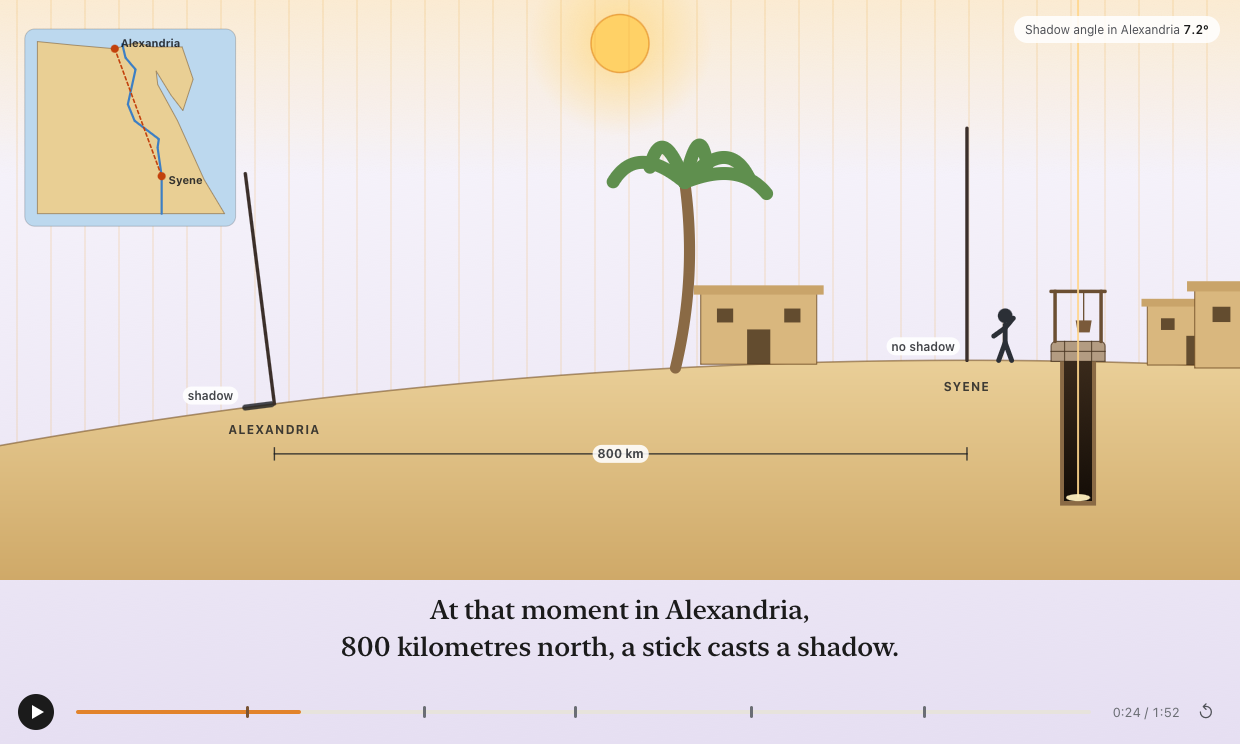 Alexandria
Syene
Shadow angle in Alexandria 7.2°
no shadow
shadow
SYENE
ALEXANDRIA
800 km
At that moment in Alexandria,
800 kilometres north, a stick casts a shadow.
0:24 / 1:52